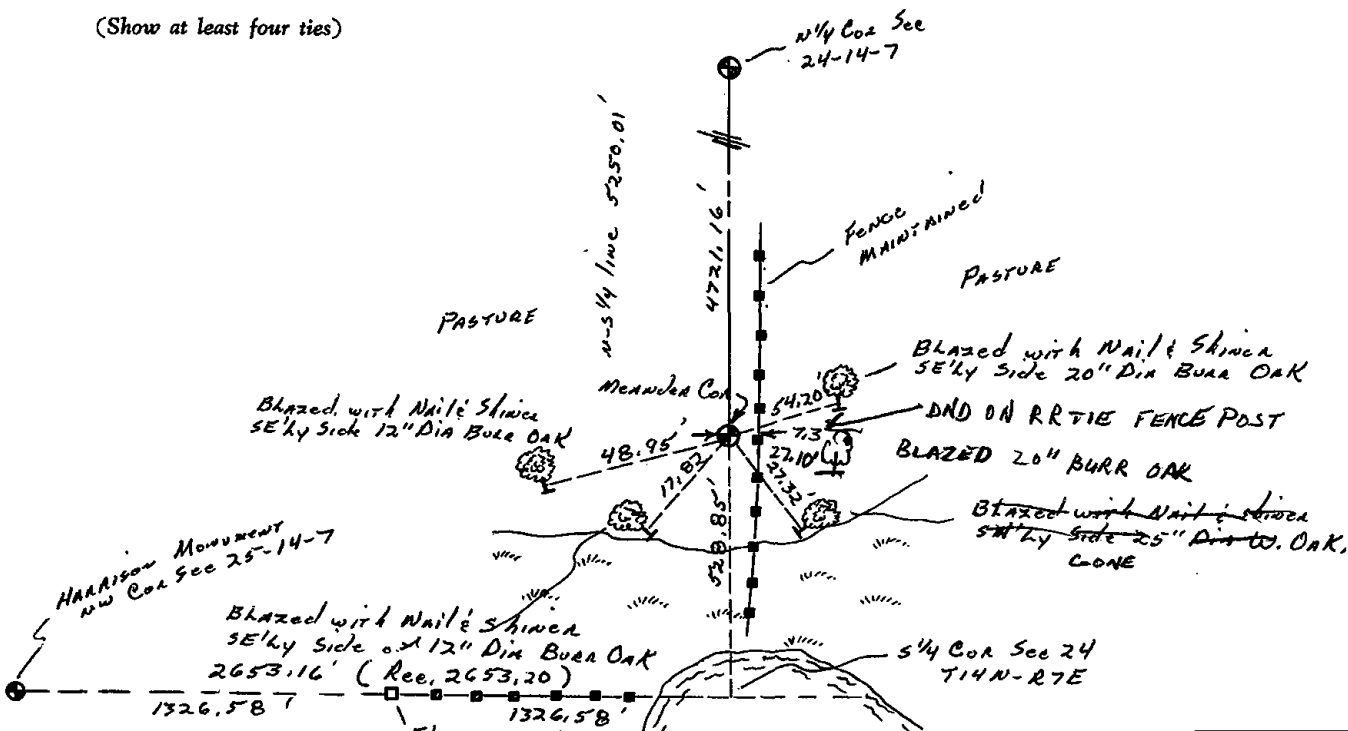 (Show at least four ties)
N 1/4 Cor Sec
24-14-7
N-S 1/4 line 5250.01'
4721.16'
FENCE
MAINTAINED
PASTURE
PASTURE
Blazed with Nail & Shiner
SE'ly Side 20" Dia Burr Oak
Meander Cor
54.20'
Blazed with Nail & Shiner
SE'ly Side 12" Dia Burr Oak
DND ON RR TIE FENCE POST
7.3
48.95'
27.10'
BLAZED 20" BURR OAK
17.82'
27.32'
Blazed with Nail & Shiner
SW'ly Side 25" Dia W. OAK,
GONE
528.85'
HARRISON Monument
NW Cor Sec 25-14-7
Blazed with Nail & Shiner
SE'ly Side of 12" Dia Burr Oak
S 1/4 Cor Sec 24
T14N-R7E
2653.16' (Rec. 2653.20)
1326.58'
1326.58'